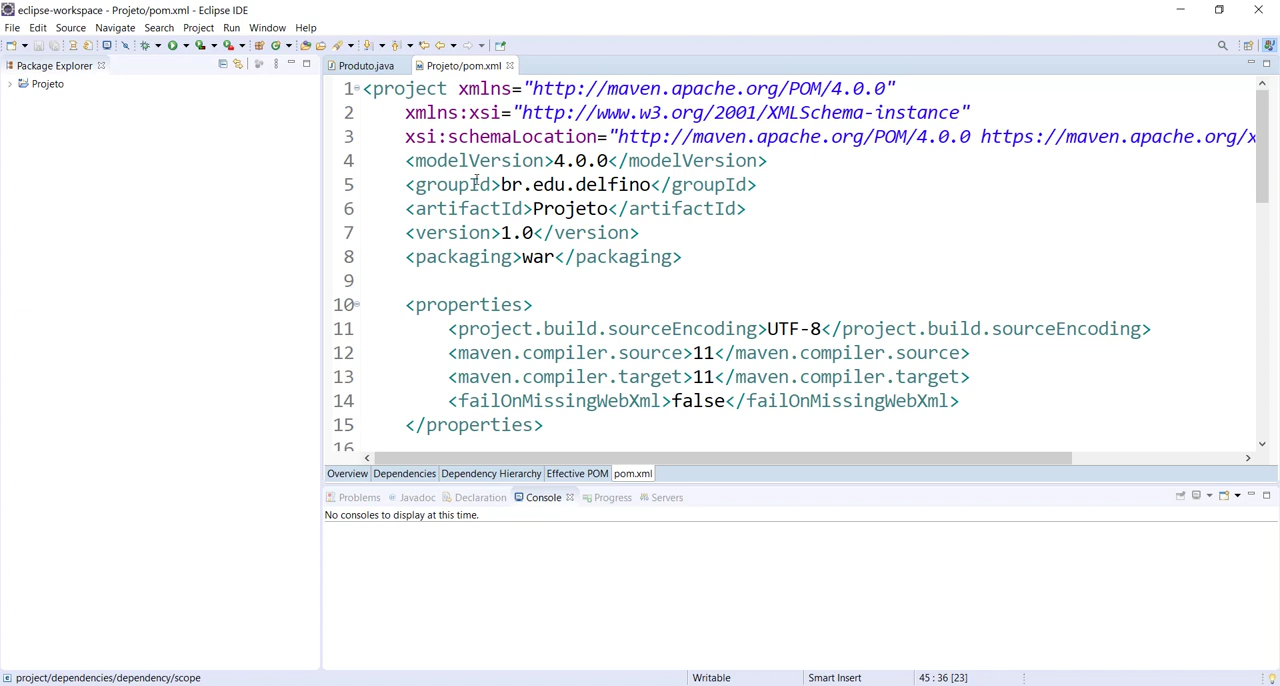 eclipse-workspace - Projeto/pom.xml - Eclipse IDE
File Edit Source Navigate Search Project Run Window Help
Package Explorer
Projeto
Produto.java Projeto/pom.xml
1 <project xmlns="http://maven.apache.org/POM/4.0.0"
2 xmlns:xsi="http://www.w3.org/2001/XMLSchema-instance"
3 xsi:schemaLocation="http://maven.apache.org/POM/4.0.0 https://maven.apache.org/x
4 <modelVersion>4.0.0</modelVersion>
5 <groupId>br.edu.delfino</groupId>
6 <artifactId>Projeto</artifactId>
7 <version>1.0</version>
8 <packaging>war</packaging>
9
10 <properties>
11 <project.build.sourceEncoding>UTF-8</project.build.sourceEncoding>
12 <maven.compiler.source>11</maven.compiler.source>
13 <maven.compiler.target>11</maven.compiler.target>
14 <failOnMissingWebXml>false</failOnMissingWebXml>
15 </properties>
16
Overview Dependencies Dependency Hierarchy Effective POM pom.xml
Problems Javadoc Declaration Console Progress Servers
No consoles to display at this time.
project/dependencies/dependency/scope Writable Smart Insert 45 : 36 [23]